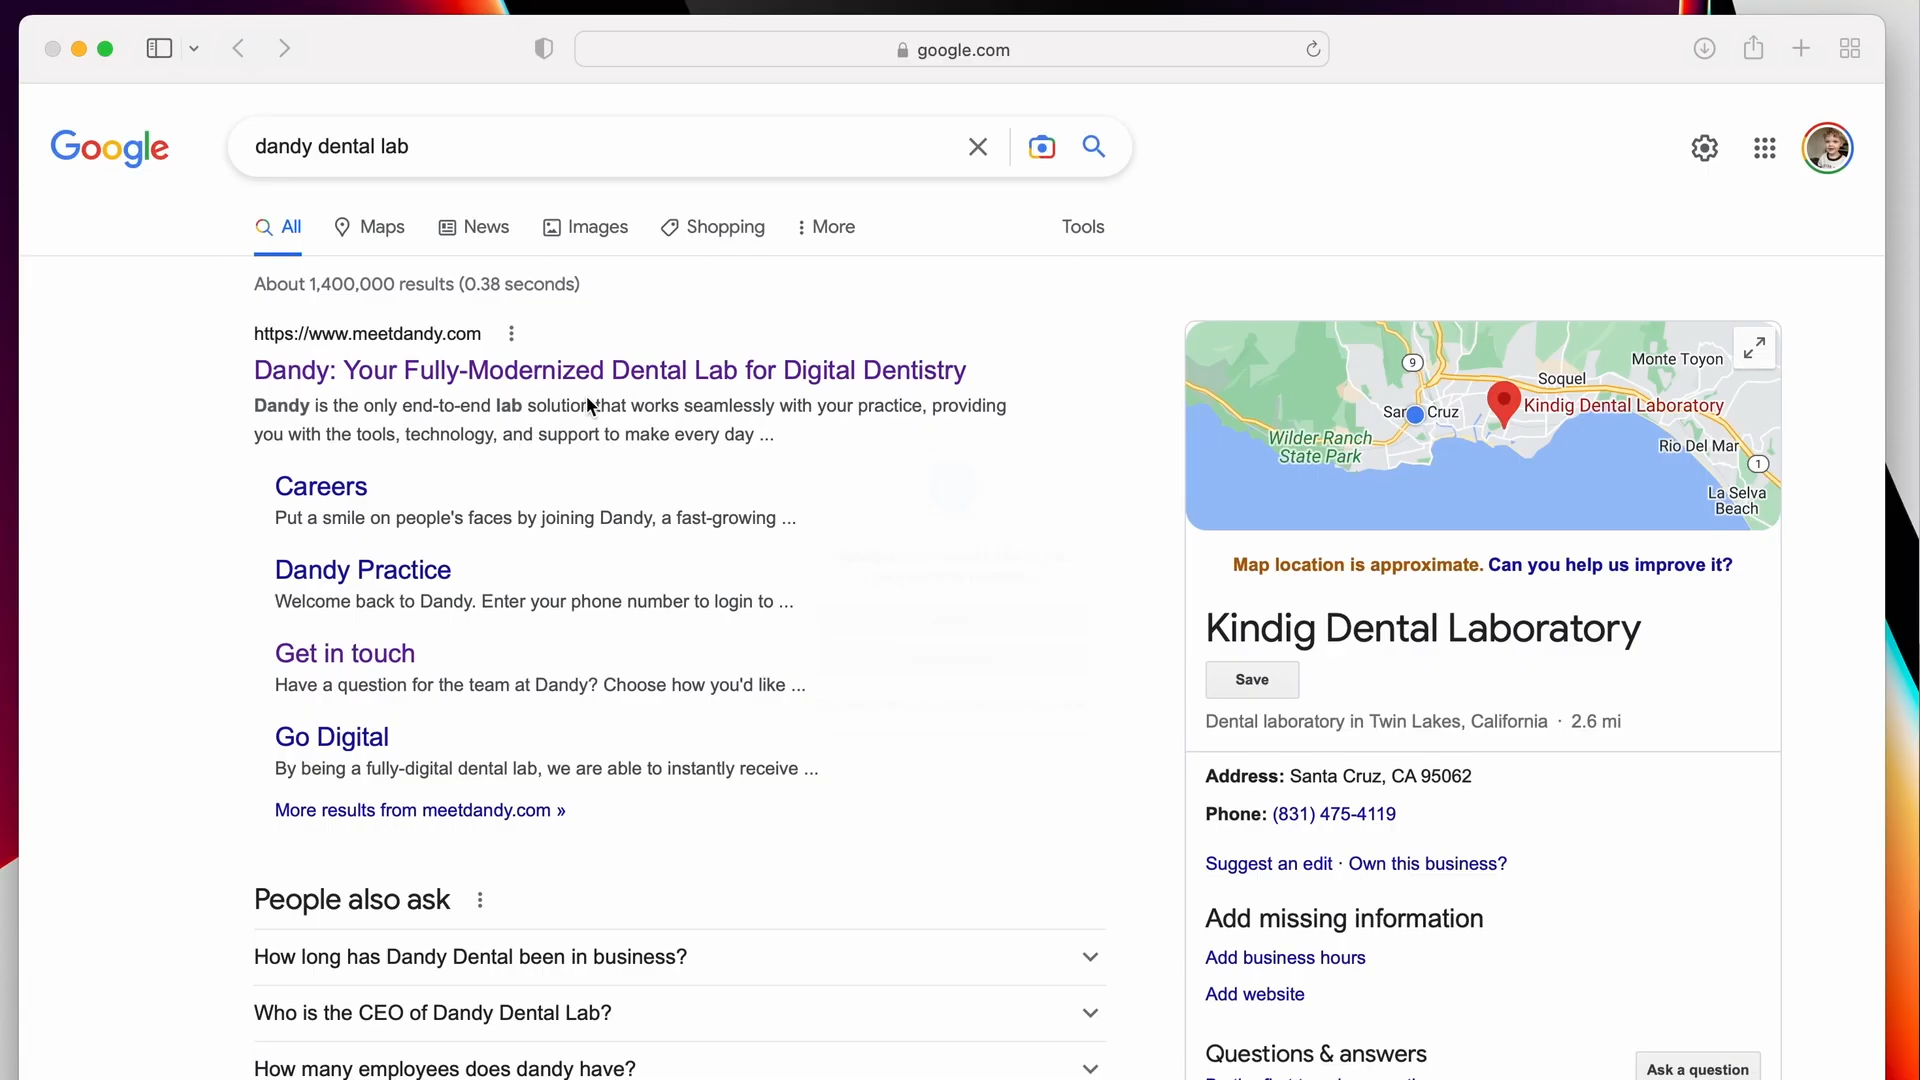 google.com
Google
dandy dental lab
All
Maps
News
Images
Shopping
More
Tools
About 1,400,000 results (0.38 seconds)
https://www.meetdandy.com
Dandy: Your Fully-Modernized Dental Lab for Digital Dentistry
Dandy is the only end-to-end lab solution that works seamlessly with your practice, providing
you with the tools, technology, and support to make every day ...
Careers
Put a smile on people's faces by joining Dandy, a fast-growing ...
Dandy Practice
Welcome back to Dandy. Enter your phone number to login to ...
Get in touch
Have a question for the team at Dandy? Choose how you'd like ...
Go Digital
By being a fully-digital dental lab, we are able to instantly receive ...
More results from meetdandy.com »
People also ask
How long has Dandy Dental been in business?
Who is the CEO of Dandy Dental Lab?
How many employees does dandy have?
9
Monte Toyon
Soquel
Santa Cruz
Kindig Dental Laboratory
Wilder Ranch
State Park
Rio Del Mar
1
La Selva
Beach
Map location is approximate. Can you help us improve it?
Kindig Dental Laboratory
Save
Dental laboratory in Twin Lakes, California · 2.6 mi
Address: Santa Cruz, CA 95062
Phone: (831) 475-4119
Suggest an edit · Own this business?
Add missing information
Add business hours
Add website
Questions & answers
Ask a question